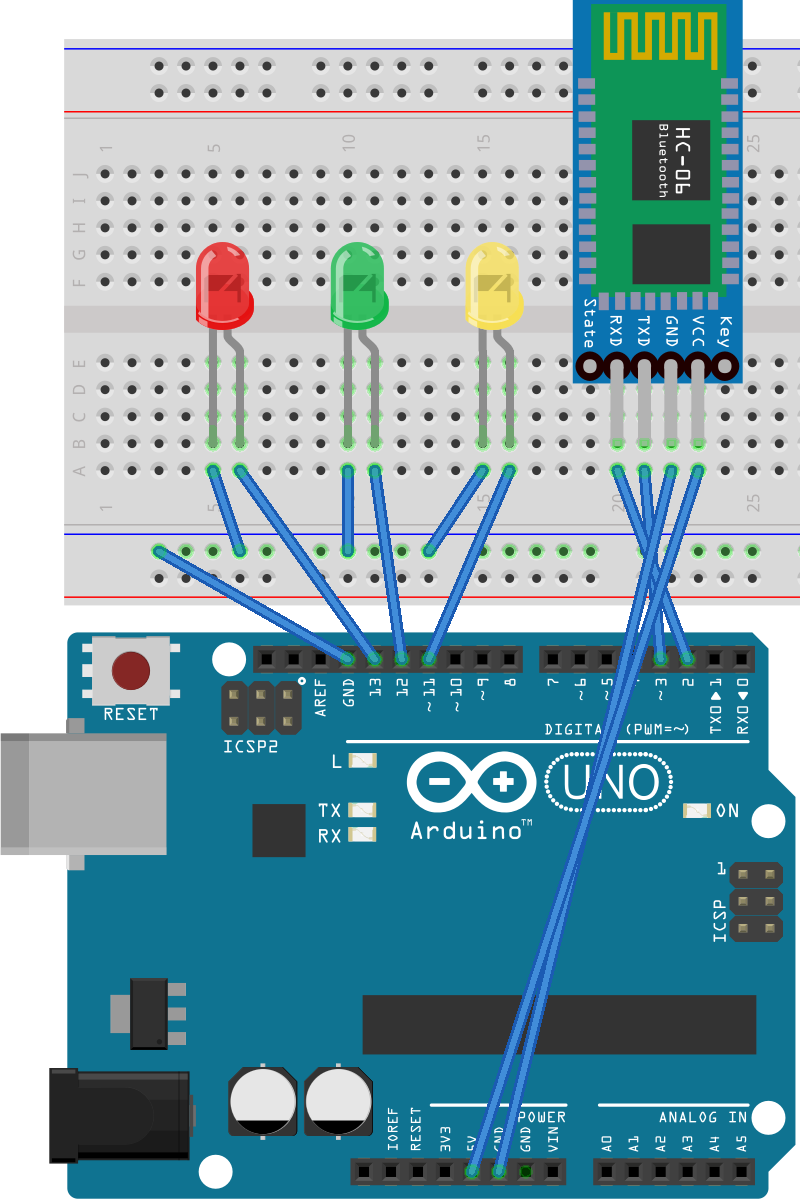 HC-06
Bluetooth
1
5
10
15
25
J
I
H
G
F
State
RXD
TXD
GND
VCC
Key
E
D
C
B
A
1
5
15
20
25
RESET
ICSP2
AREF
GND
13
12
~11
~10
~9
8
7
~6
~5
~3
2
TX0▶1
RX0◀0
DIGITAL (PWM=~)
L
TX
RX
UNO
Arduino™
ON
1
ICSP
IOREF
RESET
3V3
5V
GND
GND
VIN
POWER
ANALOG IN
A0
A1
A2
A3
A4
A5